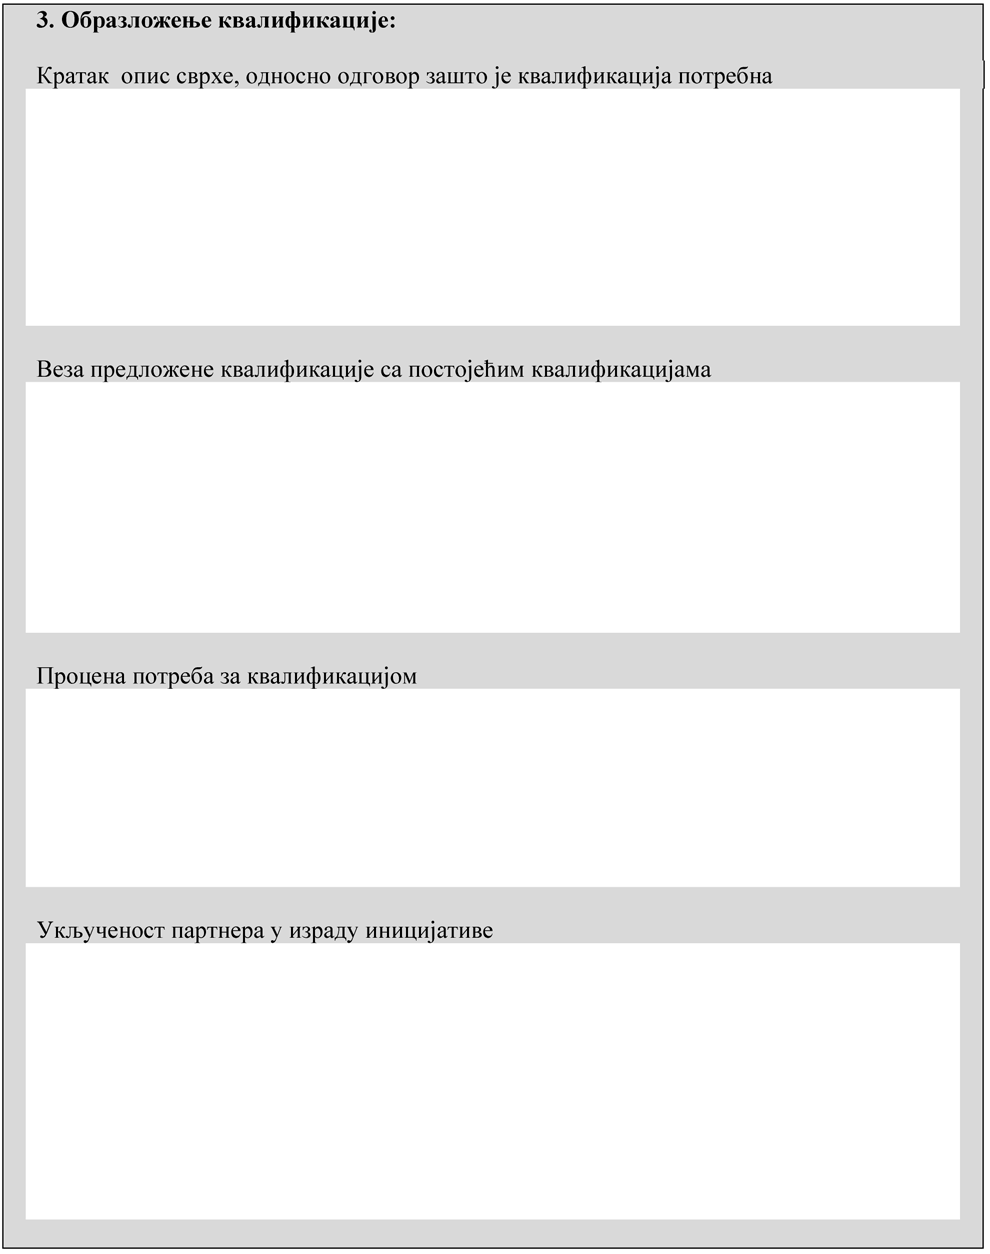 3. Образложење квалификације:
Кратак  опис сврхе, односно одговор зашто је квалификација потребна
Веза предложене квалификације са постојећим квалификацијама
Процена потреба за квалификацијом
Укљученост партнера у израду иницијативе